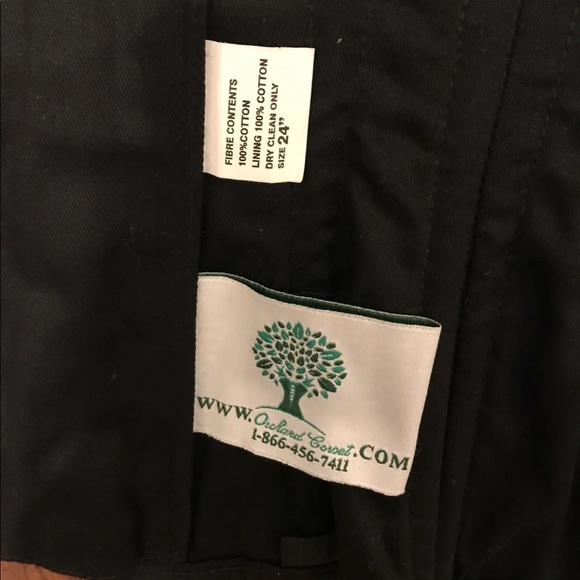 FIBRE CONTENTS
100%COTTON
LINING 100% COTTON
DRY CLEAN ONLY
SIZE 24"
www.Orchard Corset.COM
1-866-456-7411